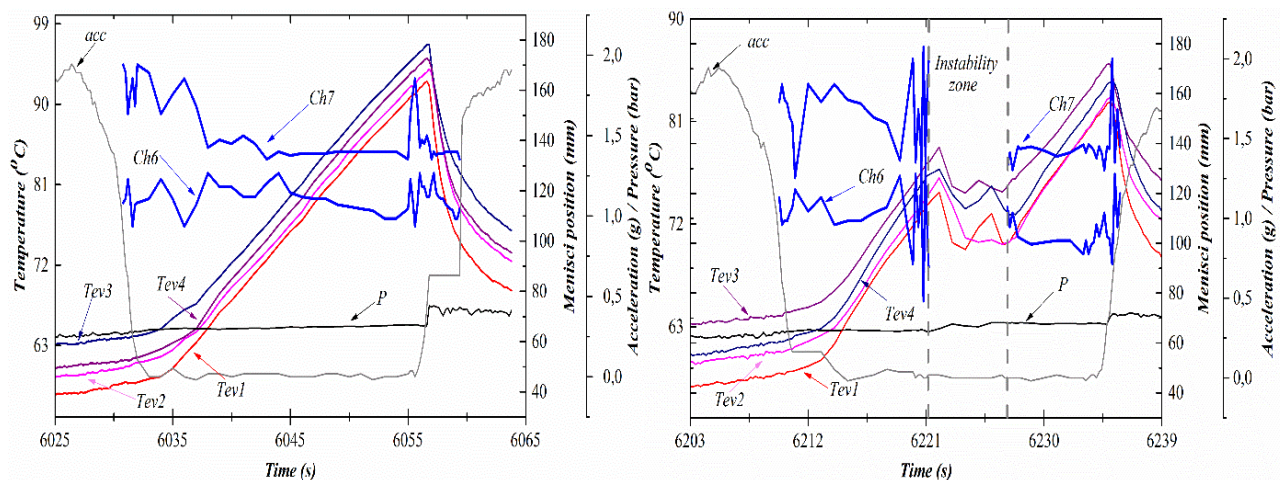 99
90
81
72
63
Temperature (ºC)
acc
Ch7
Ch6
Tev3
Tev4
P
Tev2
Tev1
180
160
140
120
100
80
60
40
Menisci position (mm)
2,0
1,5
1,0
0,5
0,0
Acceleration (g) / Pressure (bar)
6025 6035 6045 6055 6065
Time (s)
90
81
72
63
Temperature (ºC)
acc
Instability
zone
Ch7
Ch6
Tev3
P
Tev4
Tev2
Tev1
180
160
140
120
100
80
60
40
Menisci position (mm)
2,0
1,5
1,0
0,5
0,0
Acceleration (g) / Pressure (bar)
6203 6212 6221 6230 6239
Time (s)